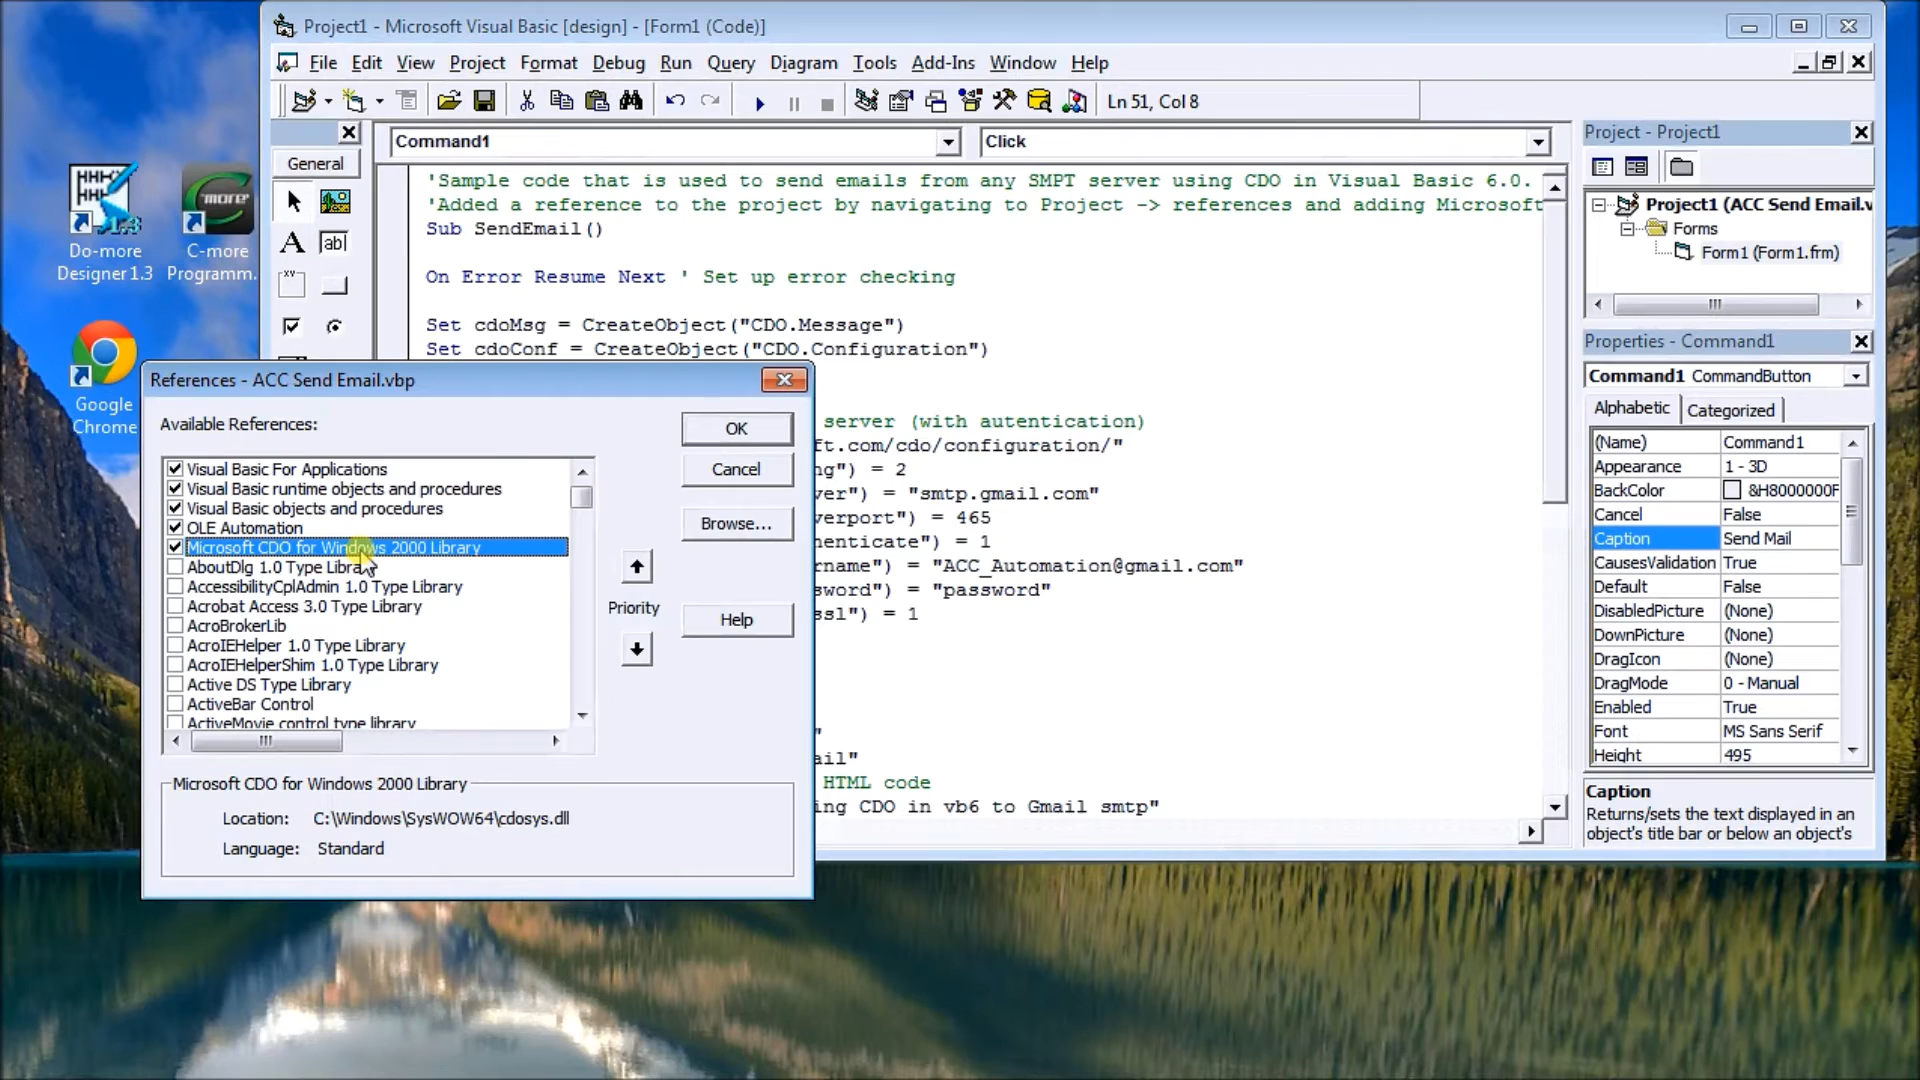 Project1 - Microsoft Visual Basic [design] - [Form1 (Code)]
File Edit View Project Format Debug Run Query Diagram Tools Add-Ins Window Help
Ln 51, Col 8
General
Command1
Click
'Sample code that is used to send emails from any SMPT server using CDO in Visual Basic 6.0.
'Added a reference to the project by navigating to Project -> references and adding Microsoft
Sub SendEmail()
On Error Resume Next ' Set up error checking
Set cdoMsg = CreateObject("CDO.Message")
Set cdoConf = CreateObject("CDO.Configuration")
server (with autentication)
ft.com/cdo/configuration/"
ng") = 2
ver") = "smtp.gmail.com"
verport") = 465
henticate") = 1
rname") = "ACC_Automation@gmail.com"
sword") = "password"
ssl") = 1
"
ail"
HTML code
ing CDO in vb6 to Gmail smtp"
Do-more
Designer 1.3
C-more
Programm...
more
Google
Chrome
References - ACC Send Email.vbp
Available References:
Visual Basic For Applications
Visual Basic runtime objects and procedures
Visual Basic objects and procedures
OLE Automation
Microsoft CDO for Windows 2000 Library
AboutDlg 1.0 Type Library
AccessibilityCplAdmin 1.0 Type Library
Acrobat Access 3.0 Type Library
AcroBrokerLib
AcroIEHelper 1.0 Type Library
AcroIEHelperShim 1.0 Type Library
Active DS Type Library
ActiveBar Control
ActiveMovie control type library
OK
Cancel
Browse...
Priority
Help
Microsoft CDO for Windows 2000 Library
Location: C:\Windows\SysWOW64\cdosys.dll
Language: Standard
Project - Project1
Project1 (ACC Send Email.v
Forms
Form1 (Form1.frm)
Properties - Command1
Command1 CommandButton
Alphabetic Categorized
(Name) Command1
Appearance 1 - 3D
BackColor &H8000000F
Cancel False
Caption Send Mail
CausesValidation True
Default False
DisabledPicture (None)
DownPicture (None)
DragIcon (None)
DragMode 0 - Manual
Enabled True
Font MS Sans Serif
Height 495
Caption
Returns/sets the text displayed in an
object's title bar or below an object's